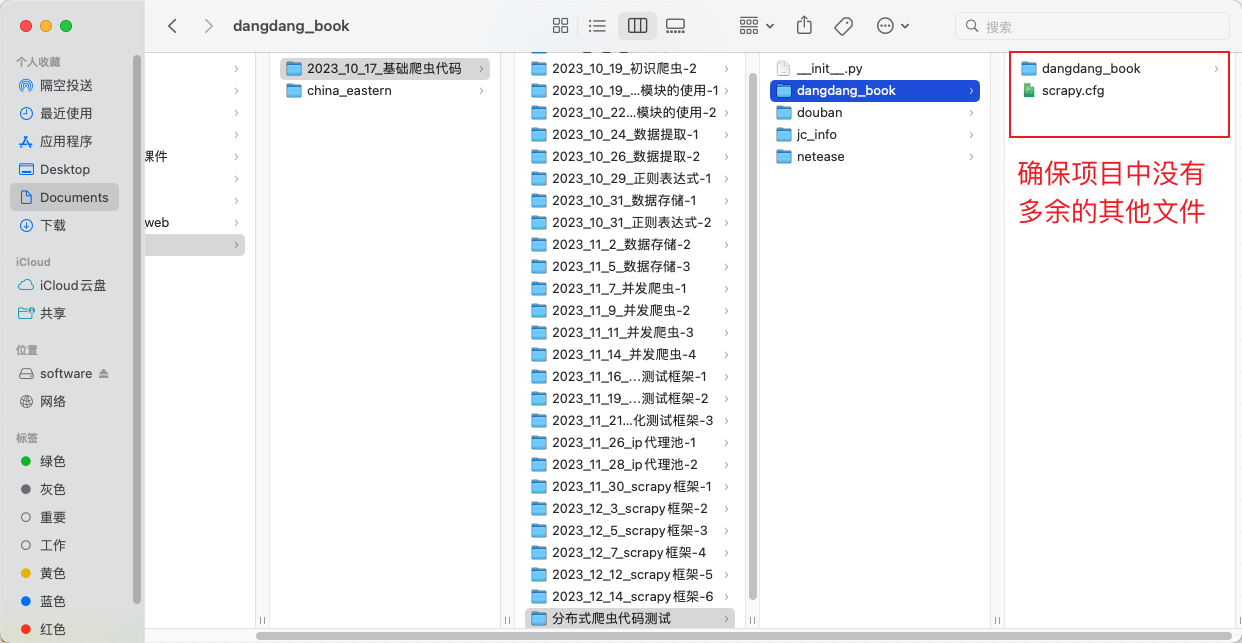 dangdang_book
搜索
个人收藏
隔空投送
最近使用
应用程序
Desktop
Documents
下载
iCloud
iCloud云盘
共享
位置
software
网络
标签
绿色
灰色
重要
工作
黄色
蓝色
红色
课件
web
2023_10_17_基础爬虫代码
china_eastern
2023_10_19_初识爬虫-2
2023_10_19_...模块的使用-1
2023_10_22...模块的使用-2
2023_10_24_数据提取-1
2023_10_26_数据提取-2
2023_10_29_正则表达式-1
2023_10_31_数据存储-1
2023_10_31_正则表达式-2
2023_11_2_数据存储-2
2023_11_5_数据存储-3
2023_11_7_并发爬虫-1
2023_11_9_并发爬虫-2
2023_11_11_并发爬虫-3
2023_11_14_并发爬虫-4
2023_11_16_...测试框架-1
2023_11_19_...测试框架-2
2023_11_21...化测试框架-3
2023_11_26_ip代理池-1
2023_11_28_ip代理池-2
2023_11_30_scrapy框架-1
2023_12_3_scrapy框架-2
2023_12_5_scrapy框架-3
2023_12_7_scrapy框架-4
2023_12_12_scrapy框架-5
2023_12_14_scrapy框架-6
分布式爬虫代码测试
__init__.py
dangdang_book
douban
jc_info
netease
dangdang_book
scrapy.cfg
确保项目中没有
多余的其他文件